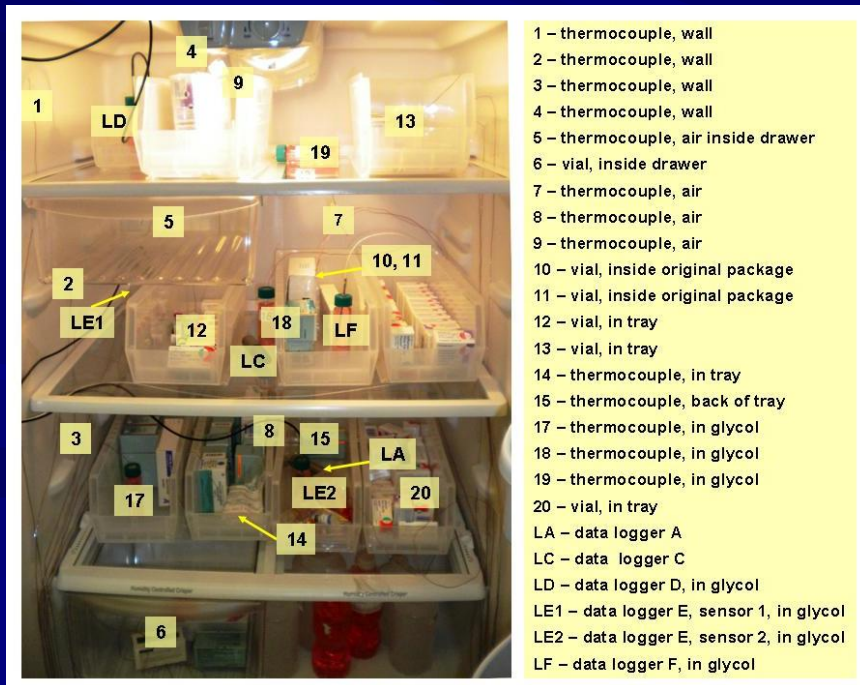 4
9
1
LD
13
19
5
7
10, 11
2
LE1
12
18
LF
LC
3
8
15
LA
17
LE2
20
14
Humidity Controlled Crisper
Humidity Controlled Crisper
6
1 – thermocouple, wall
2 – thermocouple, wall
3 – thermocouple, wall
4 – thermocouple, wall
5 – thermocouple, air inside drawer
6 – vial, inside drawer
7 – thermocouple, air
8 – thermocouple, air
9 – thermocouple, air
10 – vial, inside original package
11 – vial, inside original package
12 – vial, in tray
13 – vial, in tray
14 – thermocouple, in tray
15 – thermocouple, back of tray
17 – thermocouple, in glycol
18 – thermocouple, in glycol
19 – thermocouple, in glycol
20 – vial, in tray
LA – data logger A
LC – data logger C
LD – data logger D, in glycol
LE1 – data logger E, sensor 1, in glycol
LE2 – data logger E, sensor 2, in glycol
LF – data logger F, in glycol